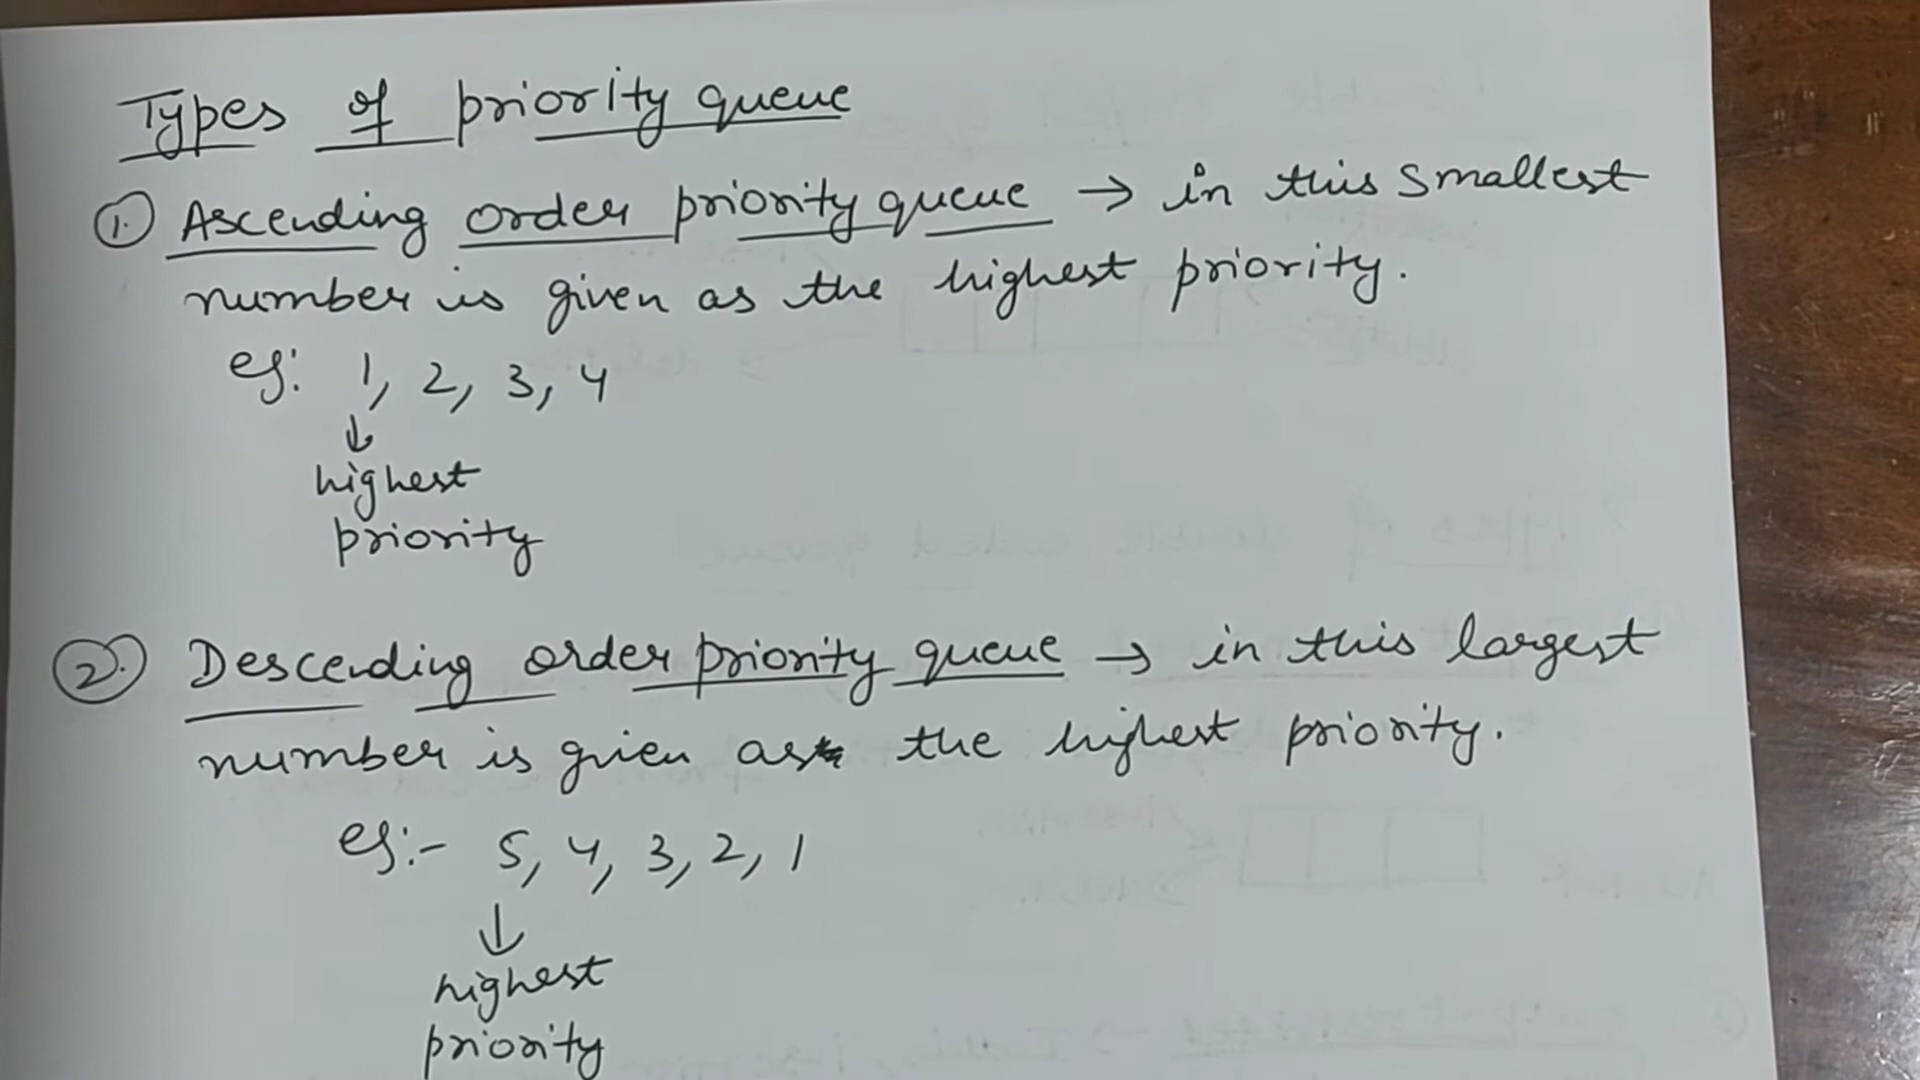 Types of priority queue
1. Ascending order priority queue → in this smallest
number is given as the highest priority.
eg: 1, 2, 3, 4
↓
highest
priority
2. Descending order priority queue → in this largest
number is given as the highest priority.
eg:- 5, 4, 3, 2, 1
↓
highest
priority